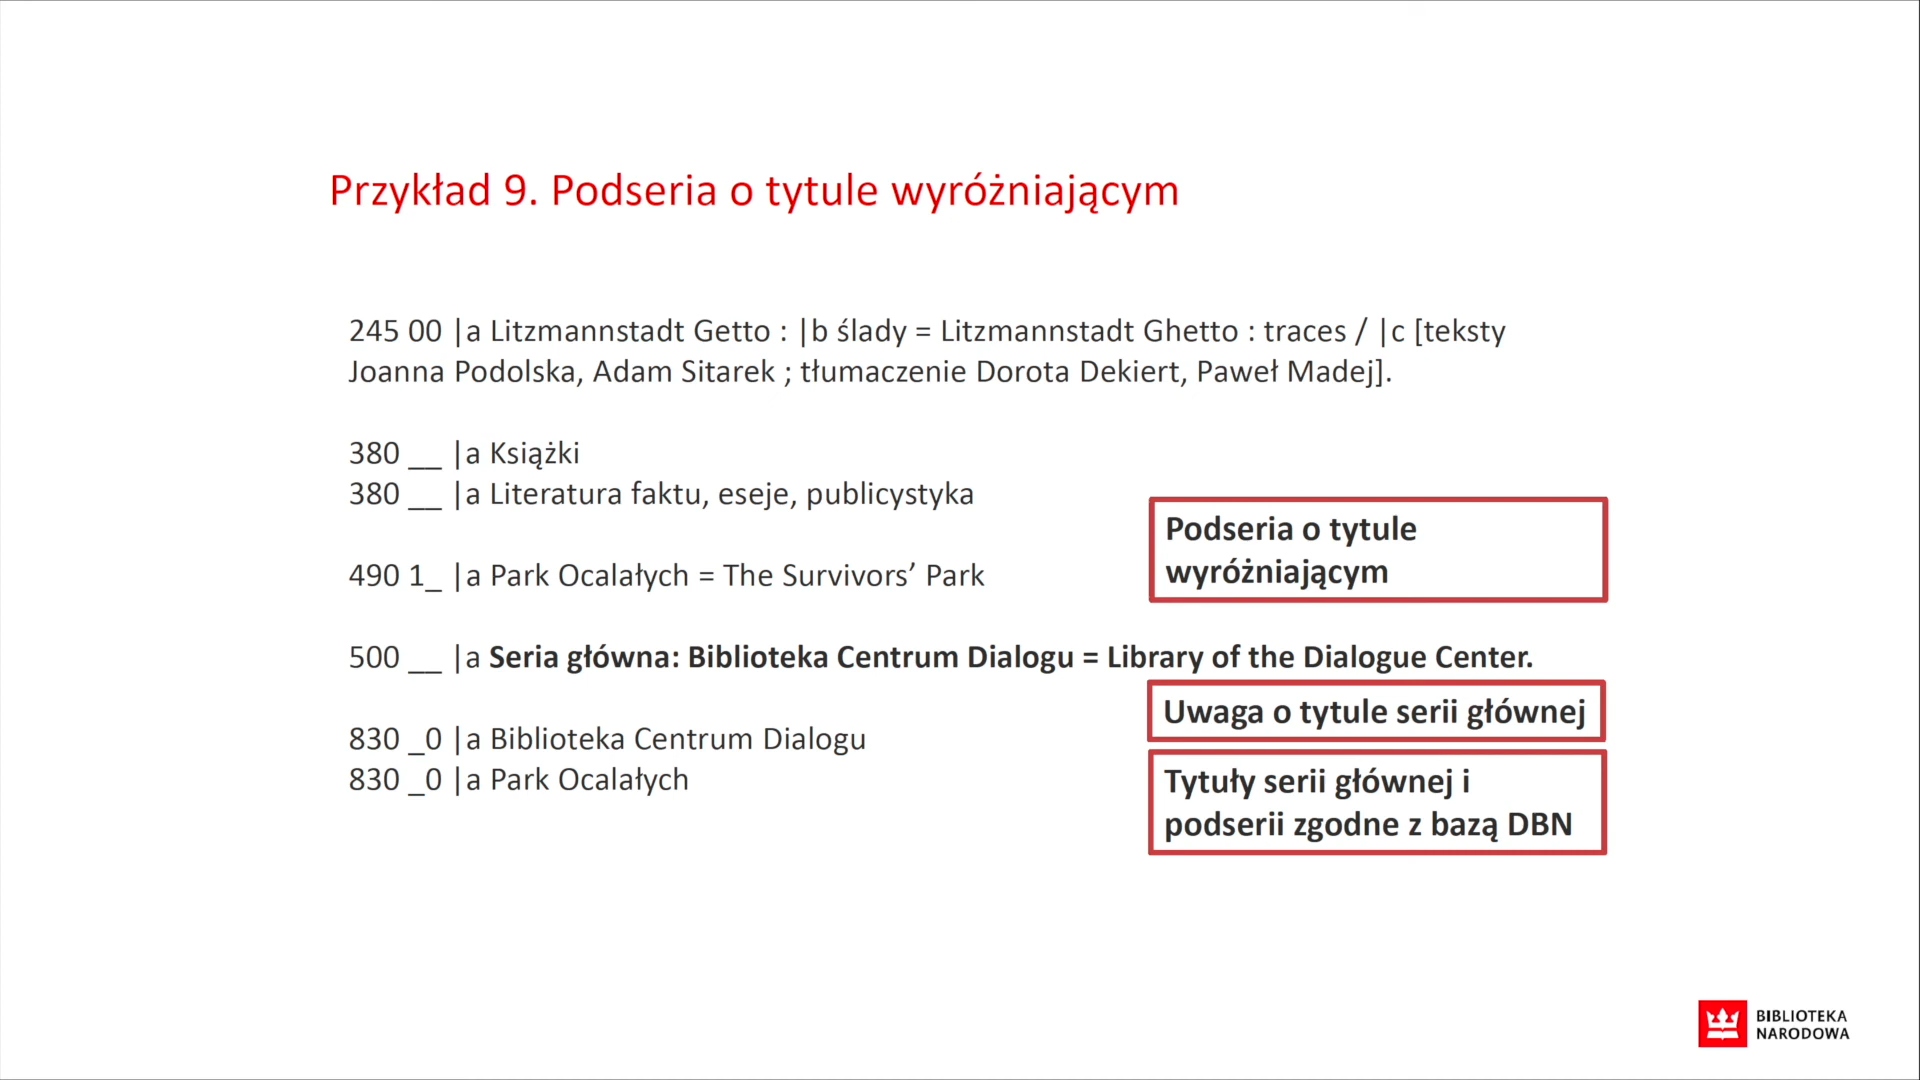 Przykład 9. Podseria o tytule wyróżniającym
245 00 |a Litzmannstadt Getto : |b ślady = Litzmannstadt Ghetto : traces / |c [teksty
Joanna Podolska, Adam Sitarek ; tłumaczenie Dorota Dekiert, Paweł Madej].
380 __ |a Książki
380 __ |a Literatura faktu, eseje, publicystyka
Podseria o tytule
wyróżniającym
490 1_ |a Park Ocalałych = The Survivors’ Park
500 __ |a Seria główna: Biblioteka Centrum Dialogu = Library of the Dialogue Center.
Uwaga o tytule serii głównej
830 _0 |a Biblioteka Centrum Dialogu
830 _0 |a Park Ocalałych
Tytuły serii głównej i
podserii zgodne z bazą DBN
BIBLIOTEKA
NARODOWA